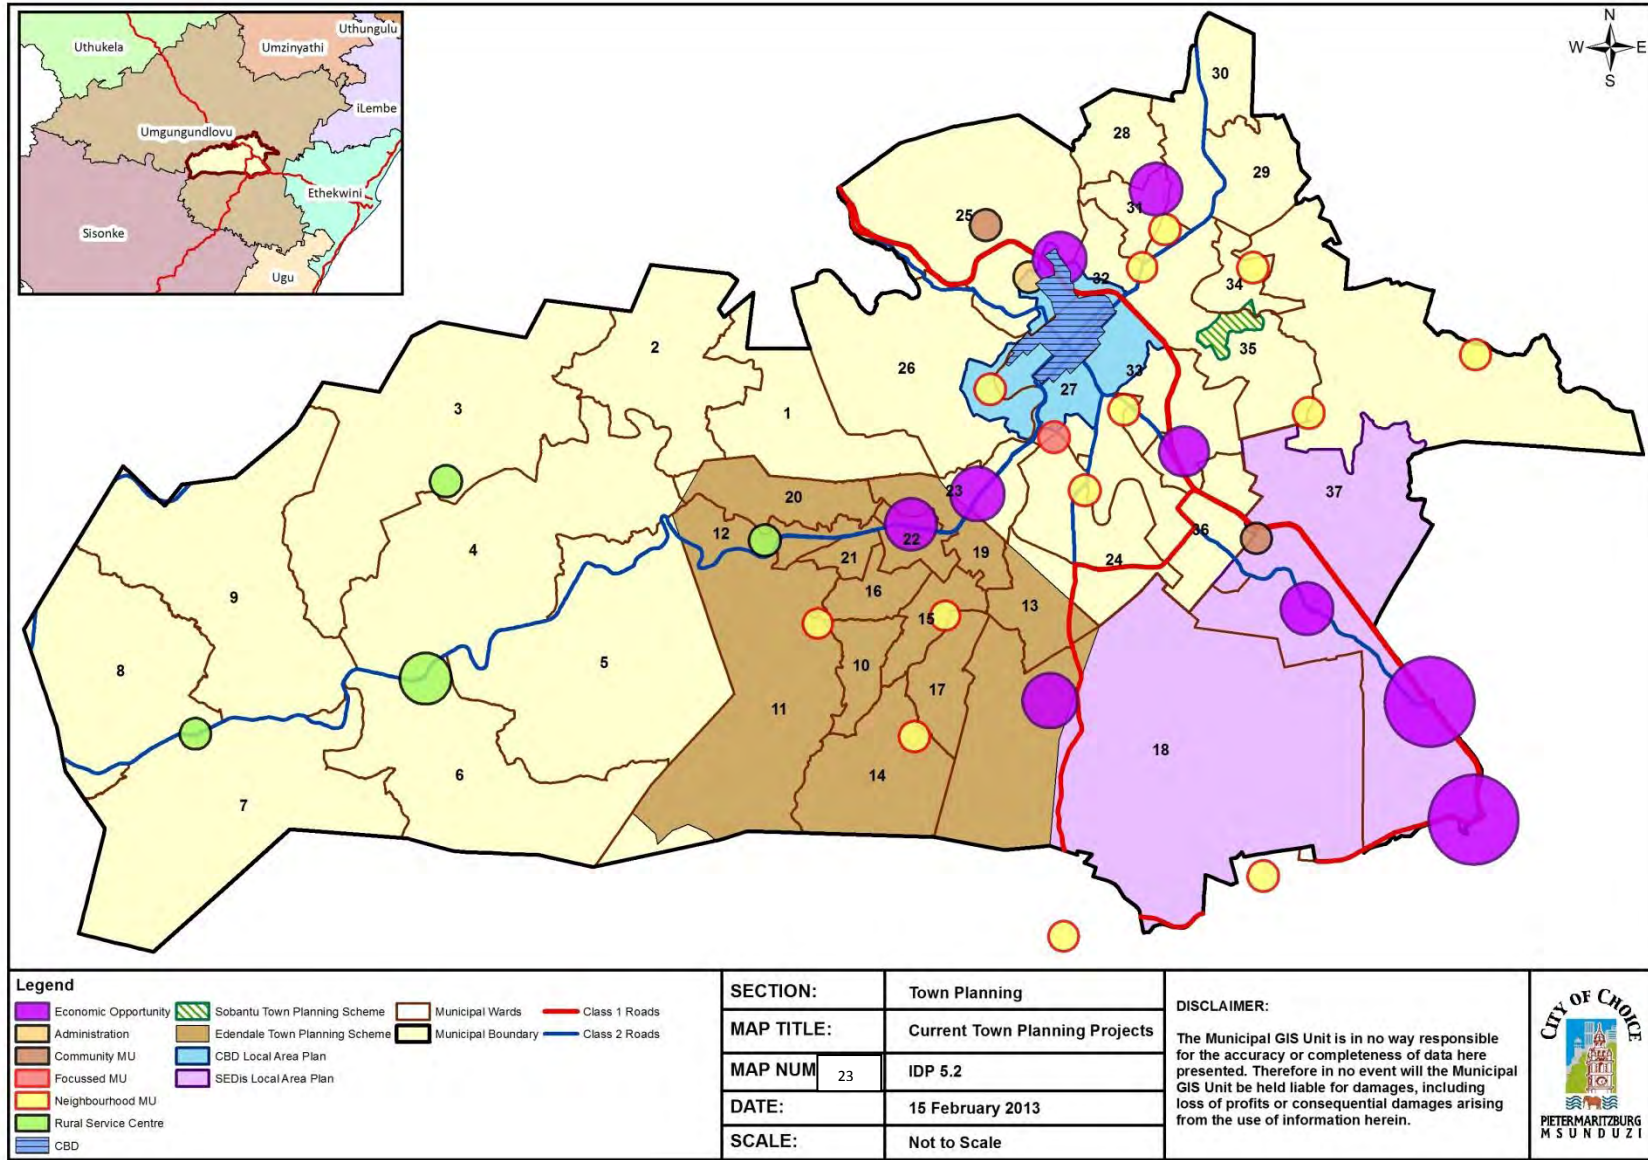 Uthungulu
Uthukela
Umzinyathi
iLembe
Umgungundlovu
Ethekwini
Sisonke
Ugu
N
W E
S
30
28
29
31
25
32
34
35
2
26
33
3
27
1
37
23
20
12
22
36
4
21
19
24
9
16
13
15
8
5
10
17
11
18
6
14
7
Legend
Economic Opportunity
Administration
Community MU
Focussed MU
Neighbourhood MU
Rural Service Centre
CBD
Sobantu Town Planning Scheme
Edendale Town Planning Scheme
CBD Local Area Plan
SEDis Local Area Plan
Municipal Wards
Municipal Boundary
Class 1 Roads
Class 2 Roads
SECTION: Town Planning
MAP TITLE: Current Town Planning Projects
MAP NUM 23 IDP 5.2
DATE: 15 February 2013
SCALE: Not to Scale
DISCLAIMER:
The Municipal GIS Unit is in no way responsible
for the accuracy or completeness of data here
presented. Therefore in no event will the Municipal
GIS Unit be held liable for damages, including
loss of profits or consequential damages arising
from the use of information herein.
CITY OF CHOICE
PIETERMARITZBURG
MSUNDUZI